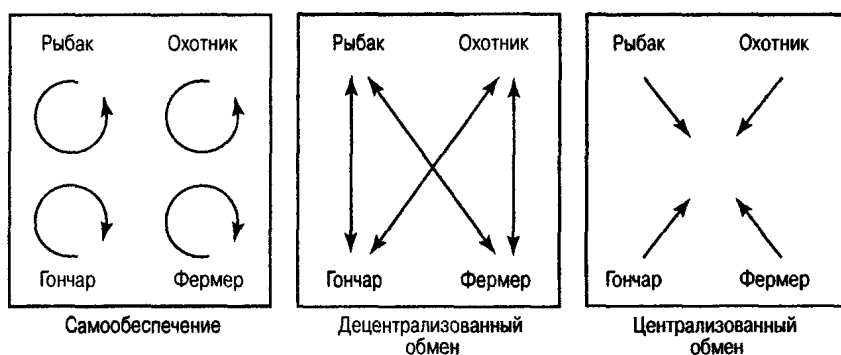 Рыбак Охотник
Гончар Фермер
Самообеспечение
Рыбак Охотник
Гончар Фермер
Децентрализованный
обмен
Рыбак Охотник
Гончар Фермер
Централизованный
обмен